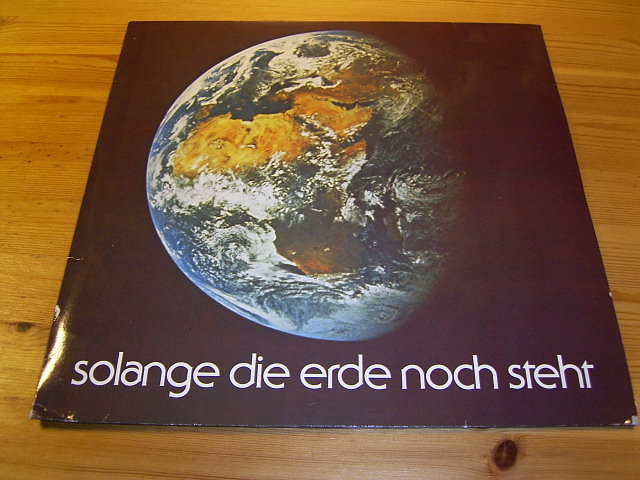 solange die erde noch steht